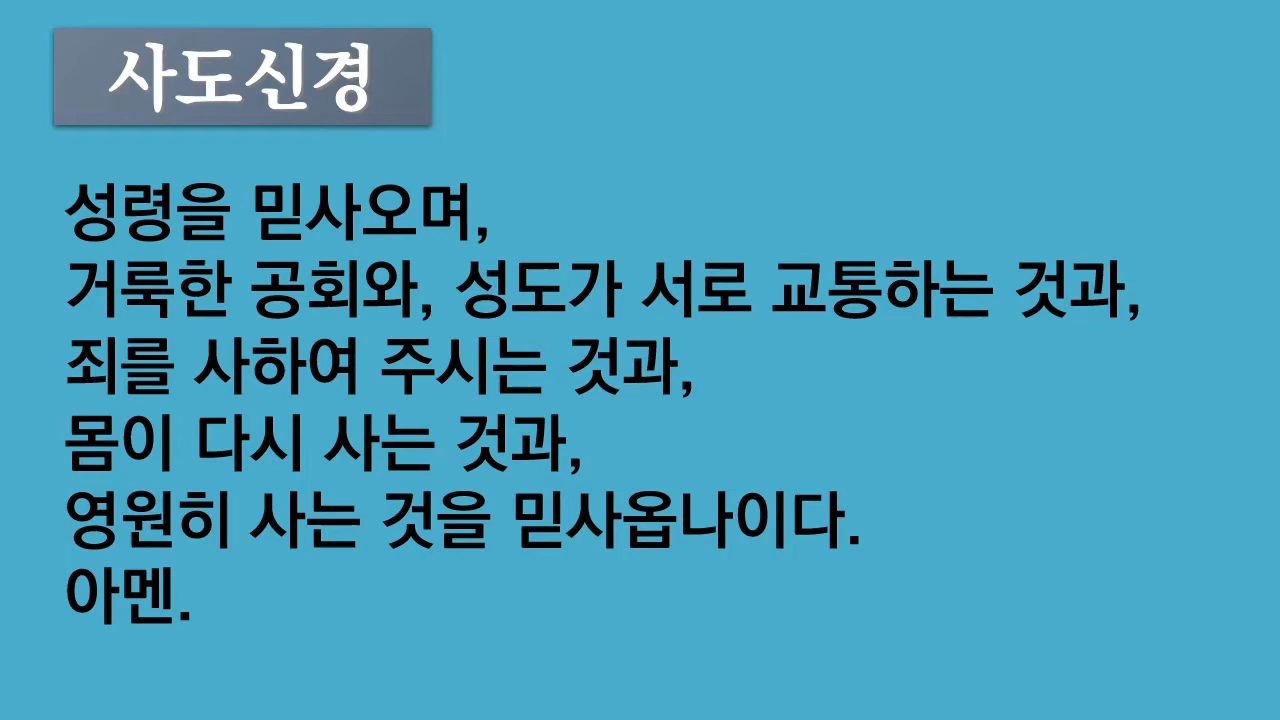 사도신경
성령을 믿사오며,
거룩한 공회와, 성도가 서로 교통하는 것과,
죄를 사하여 주시는 것과,
몸이 다시 사는 것과,
영원히 사는 것을 믿사옵나이다.
아멘.